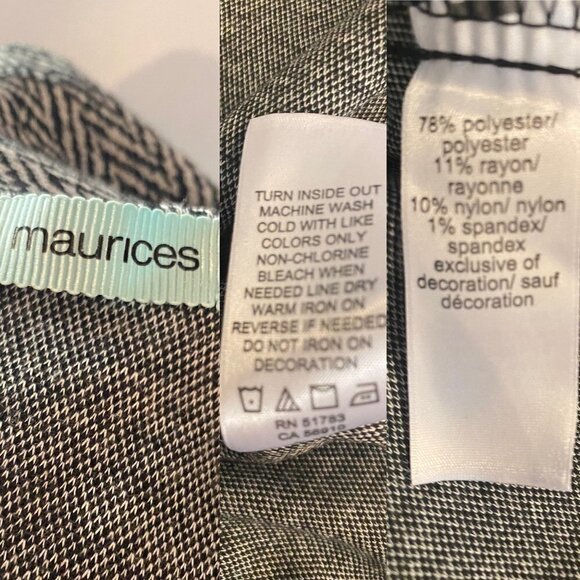 maurices
TURN INSIDE OUT
MACHINE WASH
COLD WITH LIKE
COLORS ONLY
NON-CHLORINE
BLEACH WHEN
NEEDED LINE DRY
WARM IRON ON
REVERSE IF NEEDED
DO NOT IRON ON
DECORATION
RN 51783
CA 56919
78% polyester/
polyester
11% rayon/
rayonne
10% nylon/ nylon
1% spandex/
spandex
exclusive of
decoration/ sauf
décoration